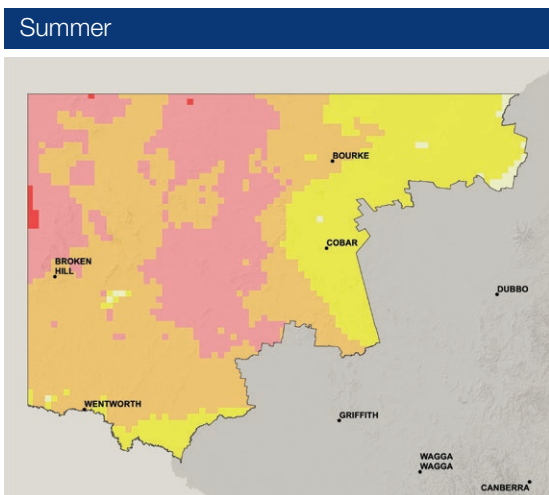 Summer
BOURKE
COBAR
BROKEN
HILL
DUBBO
WENTWORTH
GRIFFITH
WAGGA
WAGGA
CANBERRA